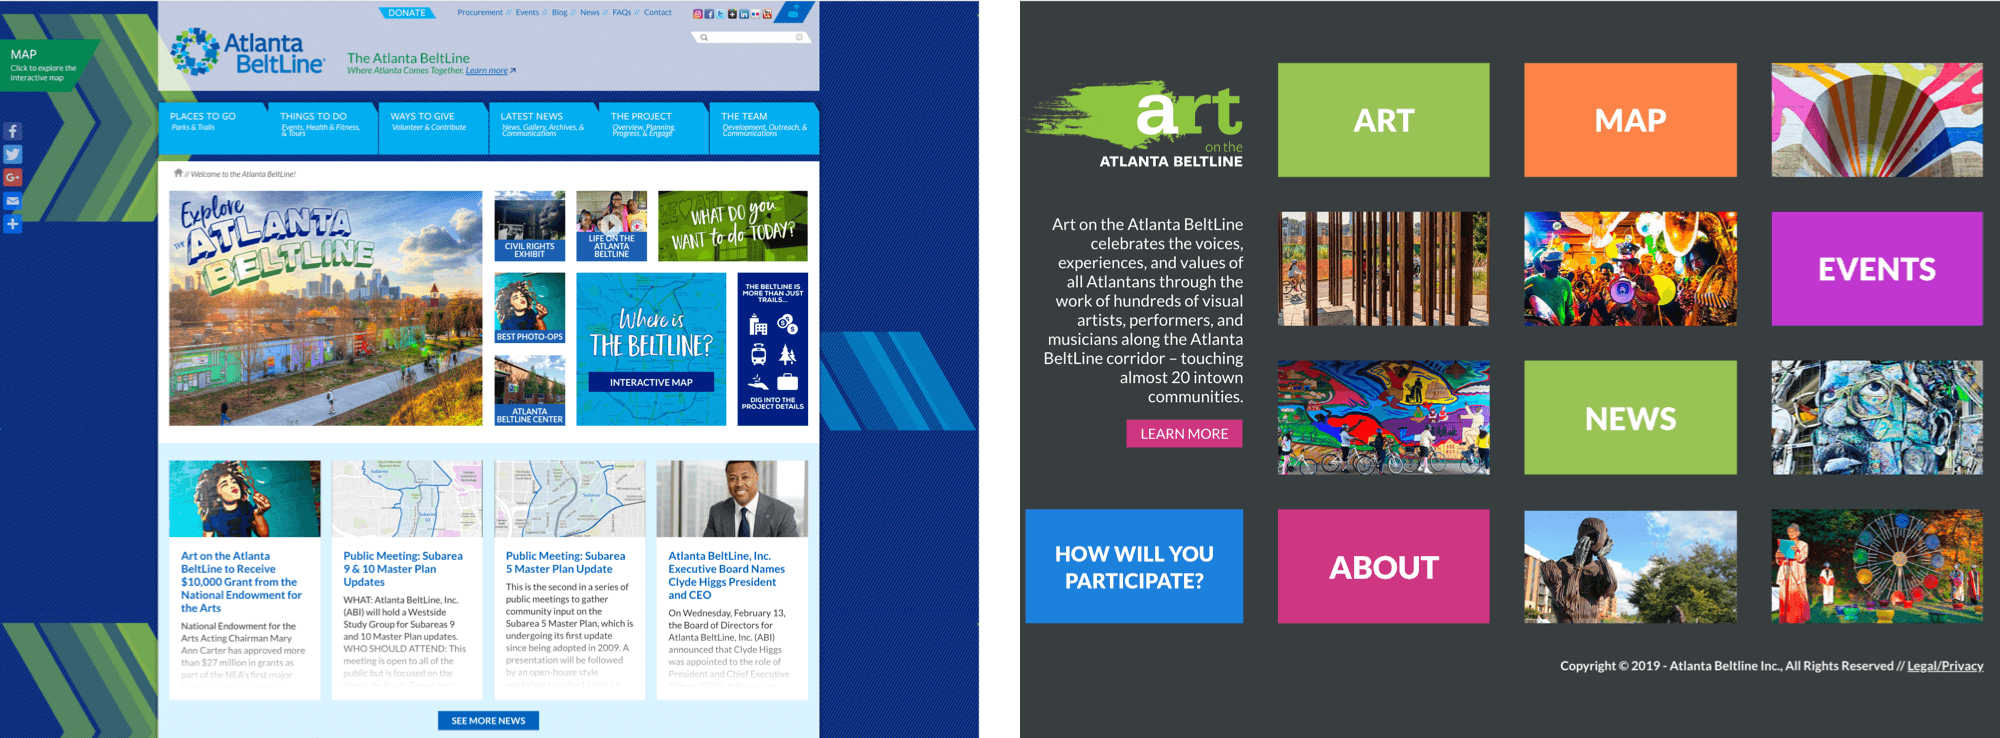 MAP
Click to explore the
Interactive map
DONATE
Procurement // Events // Blog // News // FAQs // Contact
Atlanta
BeltLine
The Atlanta BeltLine
Where Atlanta Comes Together. Learn more
PLACES TO GO
Parks & Trails
THINGS TO DO
Events, Health & Fitness,
& Tours
WAYS TO GIVE
Volunteer & Contribute
LATEST NEWS
News, Gallery, Archives, &
Communications
THE PROJECT
Overview, Planning,
Progress, & Engage
THE TEAM
Development, Outreach, &
Communications
// Welcome to the Atlanta BeltLine!
Explore
THE ATLANTA
BELTLINE
CIVIL RIGHTS
EXHIBIT
LIFE ON THE
ATLANTA
BELTLINE
WHAT DO you
WANT to do TODAY?
BEST PHOTO-OPS
ATLANTA
BELTLINE CENTER
Where is
THE BELTLINE?
INTERACTIVE MAP
THE BELTLINE IS
MORE THAN JUST
TRAILS...
DIG INTO THE
PROJECT DETAILS
Art on the Atlanta
BeltLine to Receive
$10,000 Grant from the
National Endowment for
the Arts
National Endowment for the
Arts Acting Chairman Mary
Ann Carter has approved more
than $27 million in grants as
part of the NEA's first major
Public Meeting: Subarea
9 & 10 Master Plan
Updates
WHAT: Atlanta BeltLine, Inc.
(ABI) will hold a Westside
Study Group for Subareas 9
and 10 Master Plan updates.
WHO SHOULD ATTEND: This
meeting is open to all of the
public but is focused on the
Public Meeting: Subarea
5 Master Plan Update
This is the second in a series of
public meetings to gather
community input on the
Subarea 5 Master Plan, which is
undergoing its first update
since being adopted in 2009. A
presentation will be followed
by an open-house style
Atlanta BeltLine, Inc.
Executive Board Names
Clyde Higgs President
and CEO
On Wednesday, February 13,
the Board of Directors for
Atlanta BeltLine, Inc. (ABI)
announced that Clyde Higgs
was appointed to the role of
President and Chief Executive
SEE MORE NEWS
art
on the
ATLANTA BELTLINE
Art on the Atlanta BeltLine
celebrates the voices,
experiences, and values of
all Atlantans through the
work of hundreds of visual
artists, performers, and
musicians along the Atlanta
BeltLine corridor – touching
almost 20 intown
communities.
LEARN MORE
HOW WILL YOU
PARTICIPATE?
ART
MAP
EVENTS
NEWS
ABOUT
Copyright © 2019 - Atlanta Beltline Inc., All Rights Reserved // Legal/Privacy